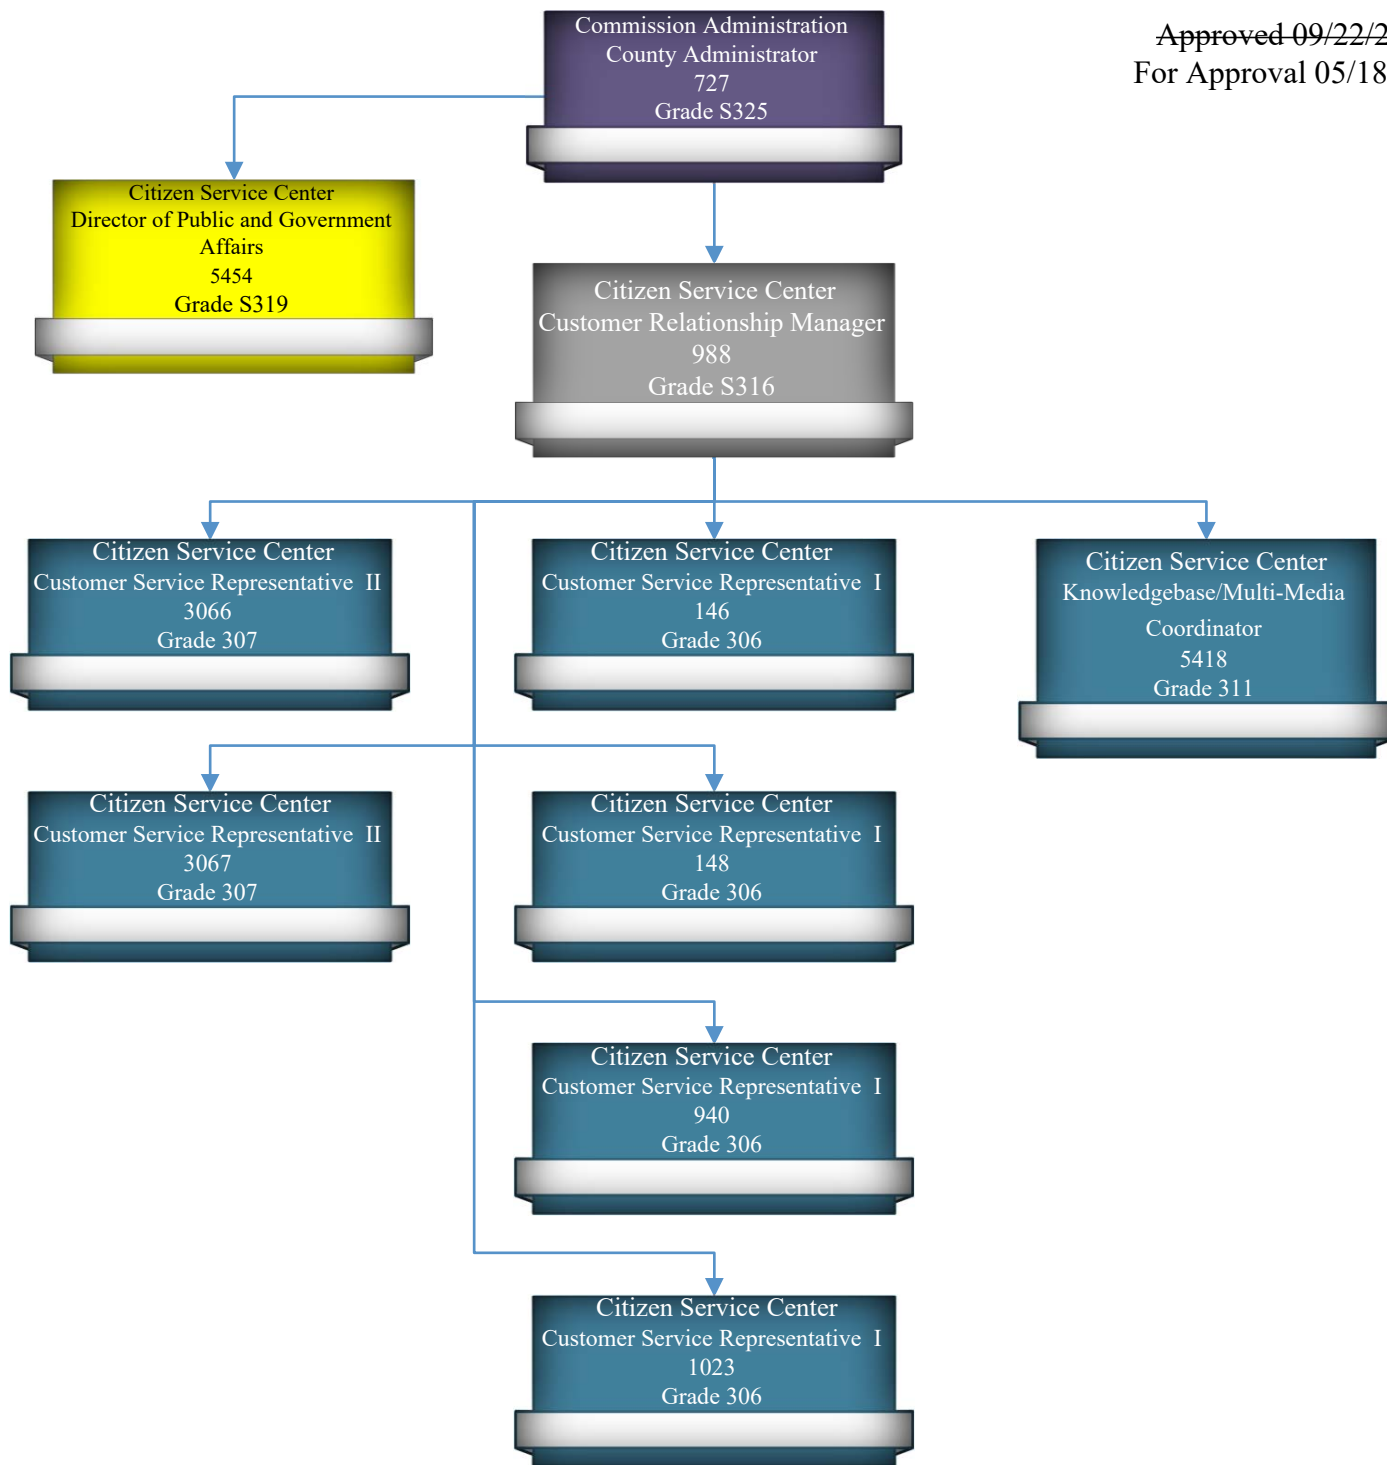 Commission Administration
County Administrator
727
Grade S325
Approved 09/22/2
For Approval 05/18
Citizen Service Center
Director of Public and Government
Affairs
5454
Grade S319
Citizen Service Center
Customer Relationship Manager
988
Grade S316
Citizen Service Center
Customer Service Representative II
3066
Grade 307
Citizen Service Center
Customer Service Representative I
146
Grade 306
Citizen Service Center
Knowledgebase/Multi-Media
Coordinator
5418
Grade 311
Citizen Service Center
Customer Service Representative II
3067
Grade 307
Citizen Service Center
Customer Service Representative I
148
Grade 306
Citizen Service Center
Customer Service Representative I
940
Grade 306
Citizen Service Center
Customer Service Representative I
1023
Grade 306